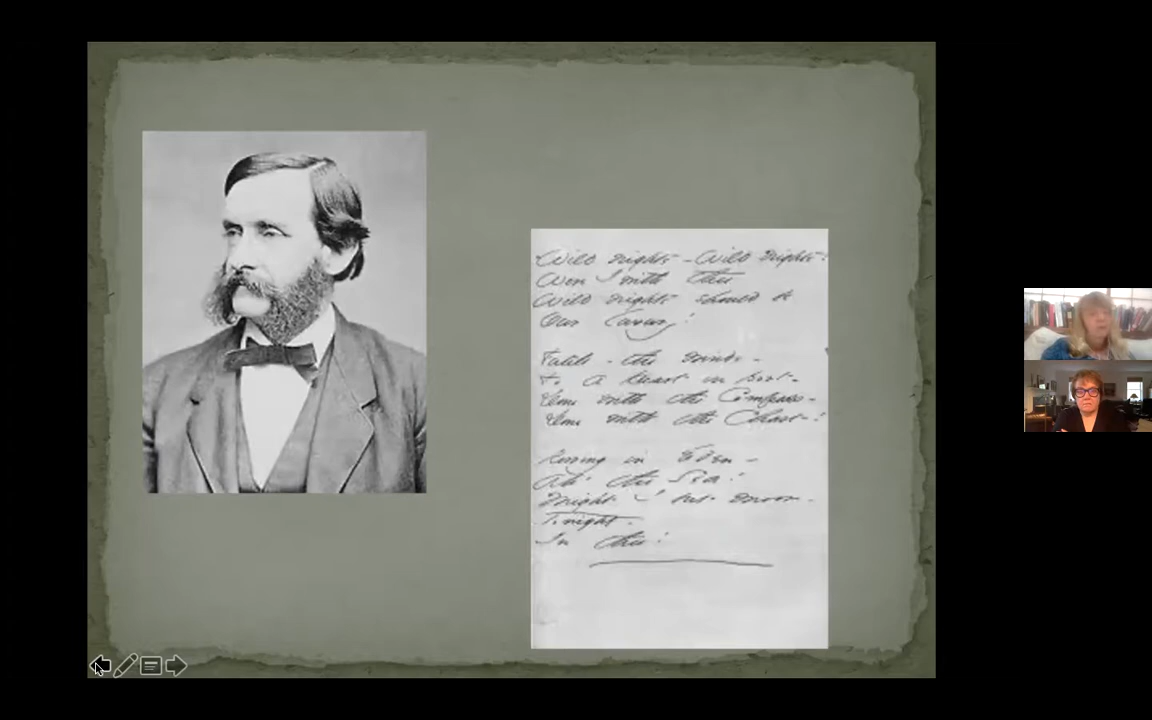 Wild nights - Wild nights!
Were I with thee
Wild nights should be
Our luxury!
Futile - the winds -
To a Heart in port -
Done with the Compass -
Done with the Chart!
Rowing in Eden -
Ah - the Sea!
Might I but moor -
Tonight -
In thee!